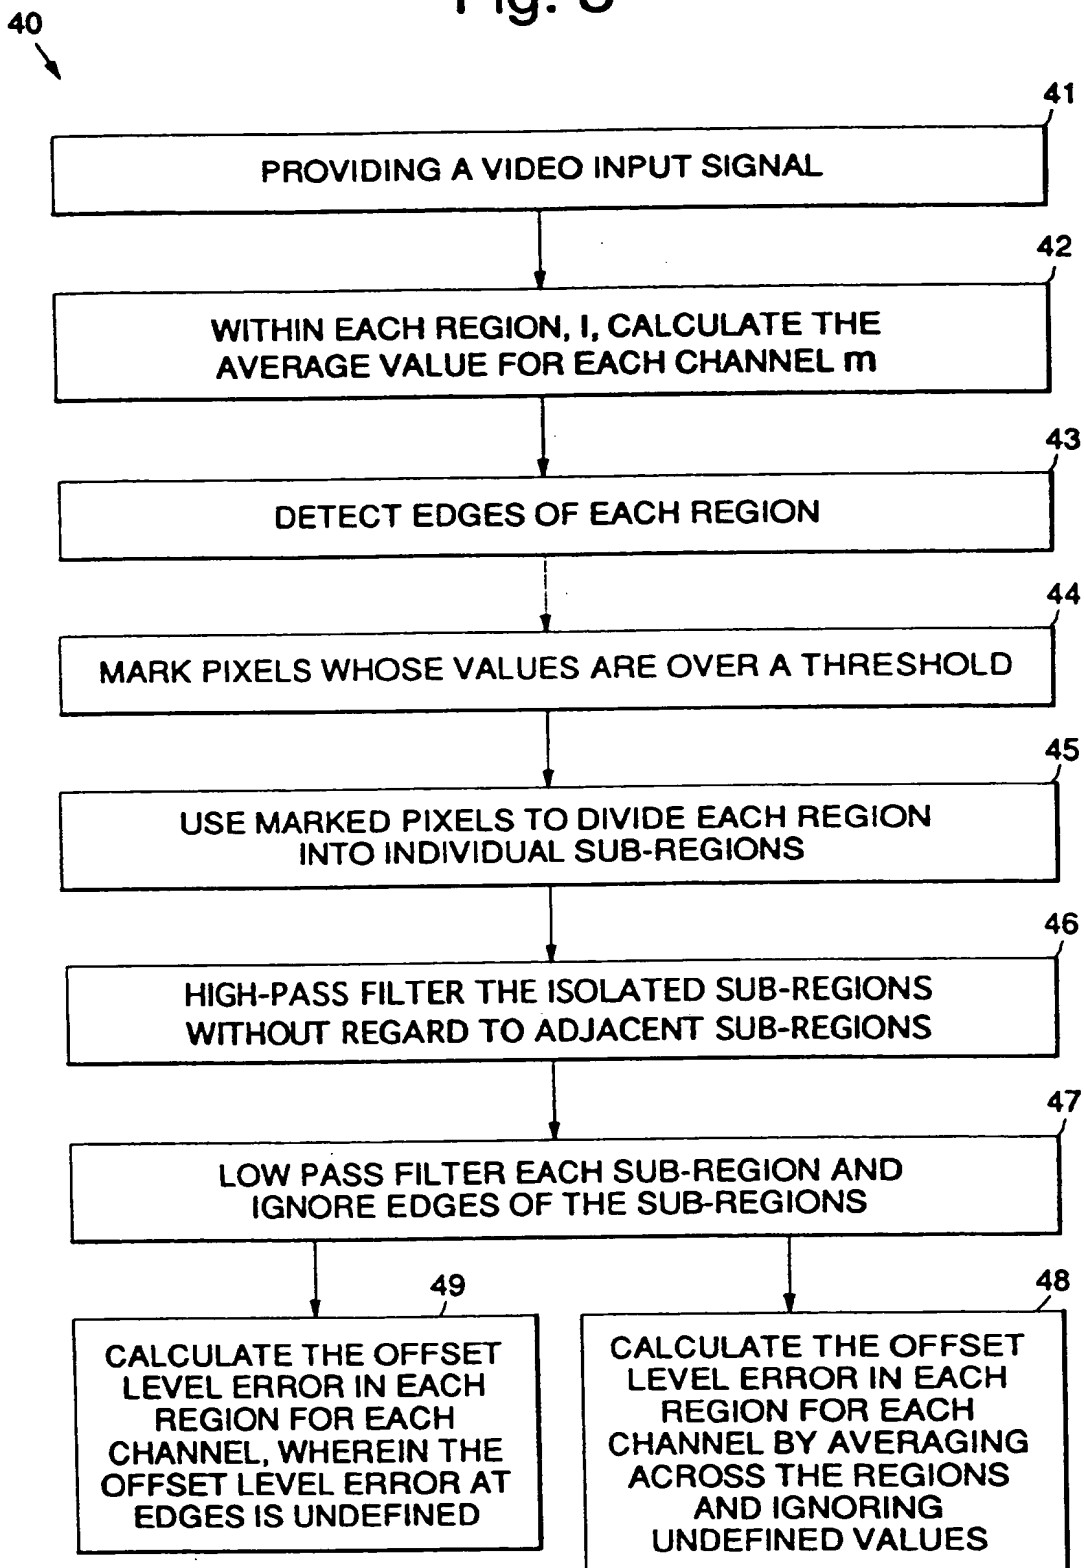 Fig.
40
41
PROVIDING A VIDEO INPUT SIGNAL
42
WITHIN EACH REGION, I, CALCULATE THE
AVERAGE VALUE FOR EACH CHANNEL m
43
DETECT EDGES OF EACH REGION
44
MARK PIXELS WHOSE VALUES ARE OVER A THRESHOLD
45
USE MARKED PIXELS TO DIVIDE EACH REGION
INTO INDIVIDUAL SUB-REGIONS
46
HIGH-PASS FILTER THE ISOLATED SUB-REGIONS
WITHOUT REGARD TO ADJACENT SUB-REGIONS
47
LOW PASS FILTER EACH SUB-REGION AND
IGNORE EDGES OF THE SUB-REGIONS
49
CALCULATE THE OFFSET
LEVEL ERROR IN EACH
REGION FOR EACH
CHANNEL, WHEREIN THE
OFFSET LEVEL ERROR AT
EDGES IS UNDEFINED
48
CALCULATE THE OFFSET
LEVEL ERROR IN EACH
REGION FOR EACH
CHANNEL BY AVERAGING
ACROSS THE REGIONS
AND IGNORING
UNDEFINED VALUES